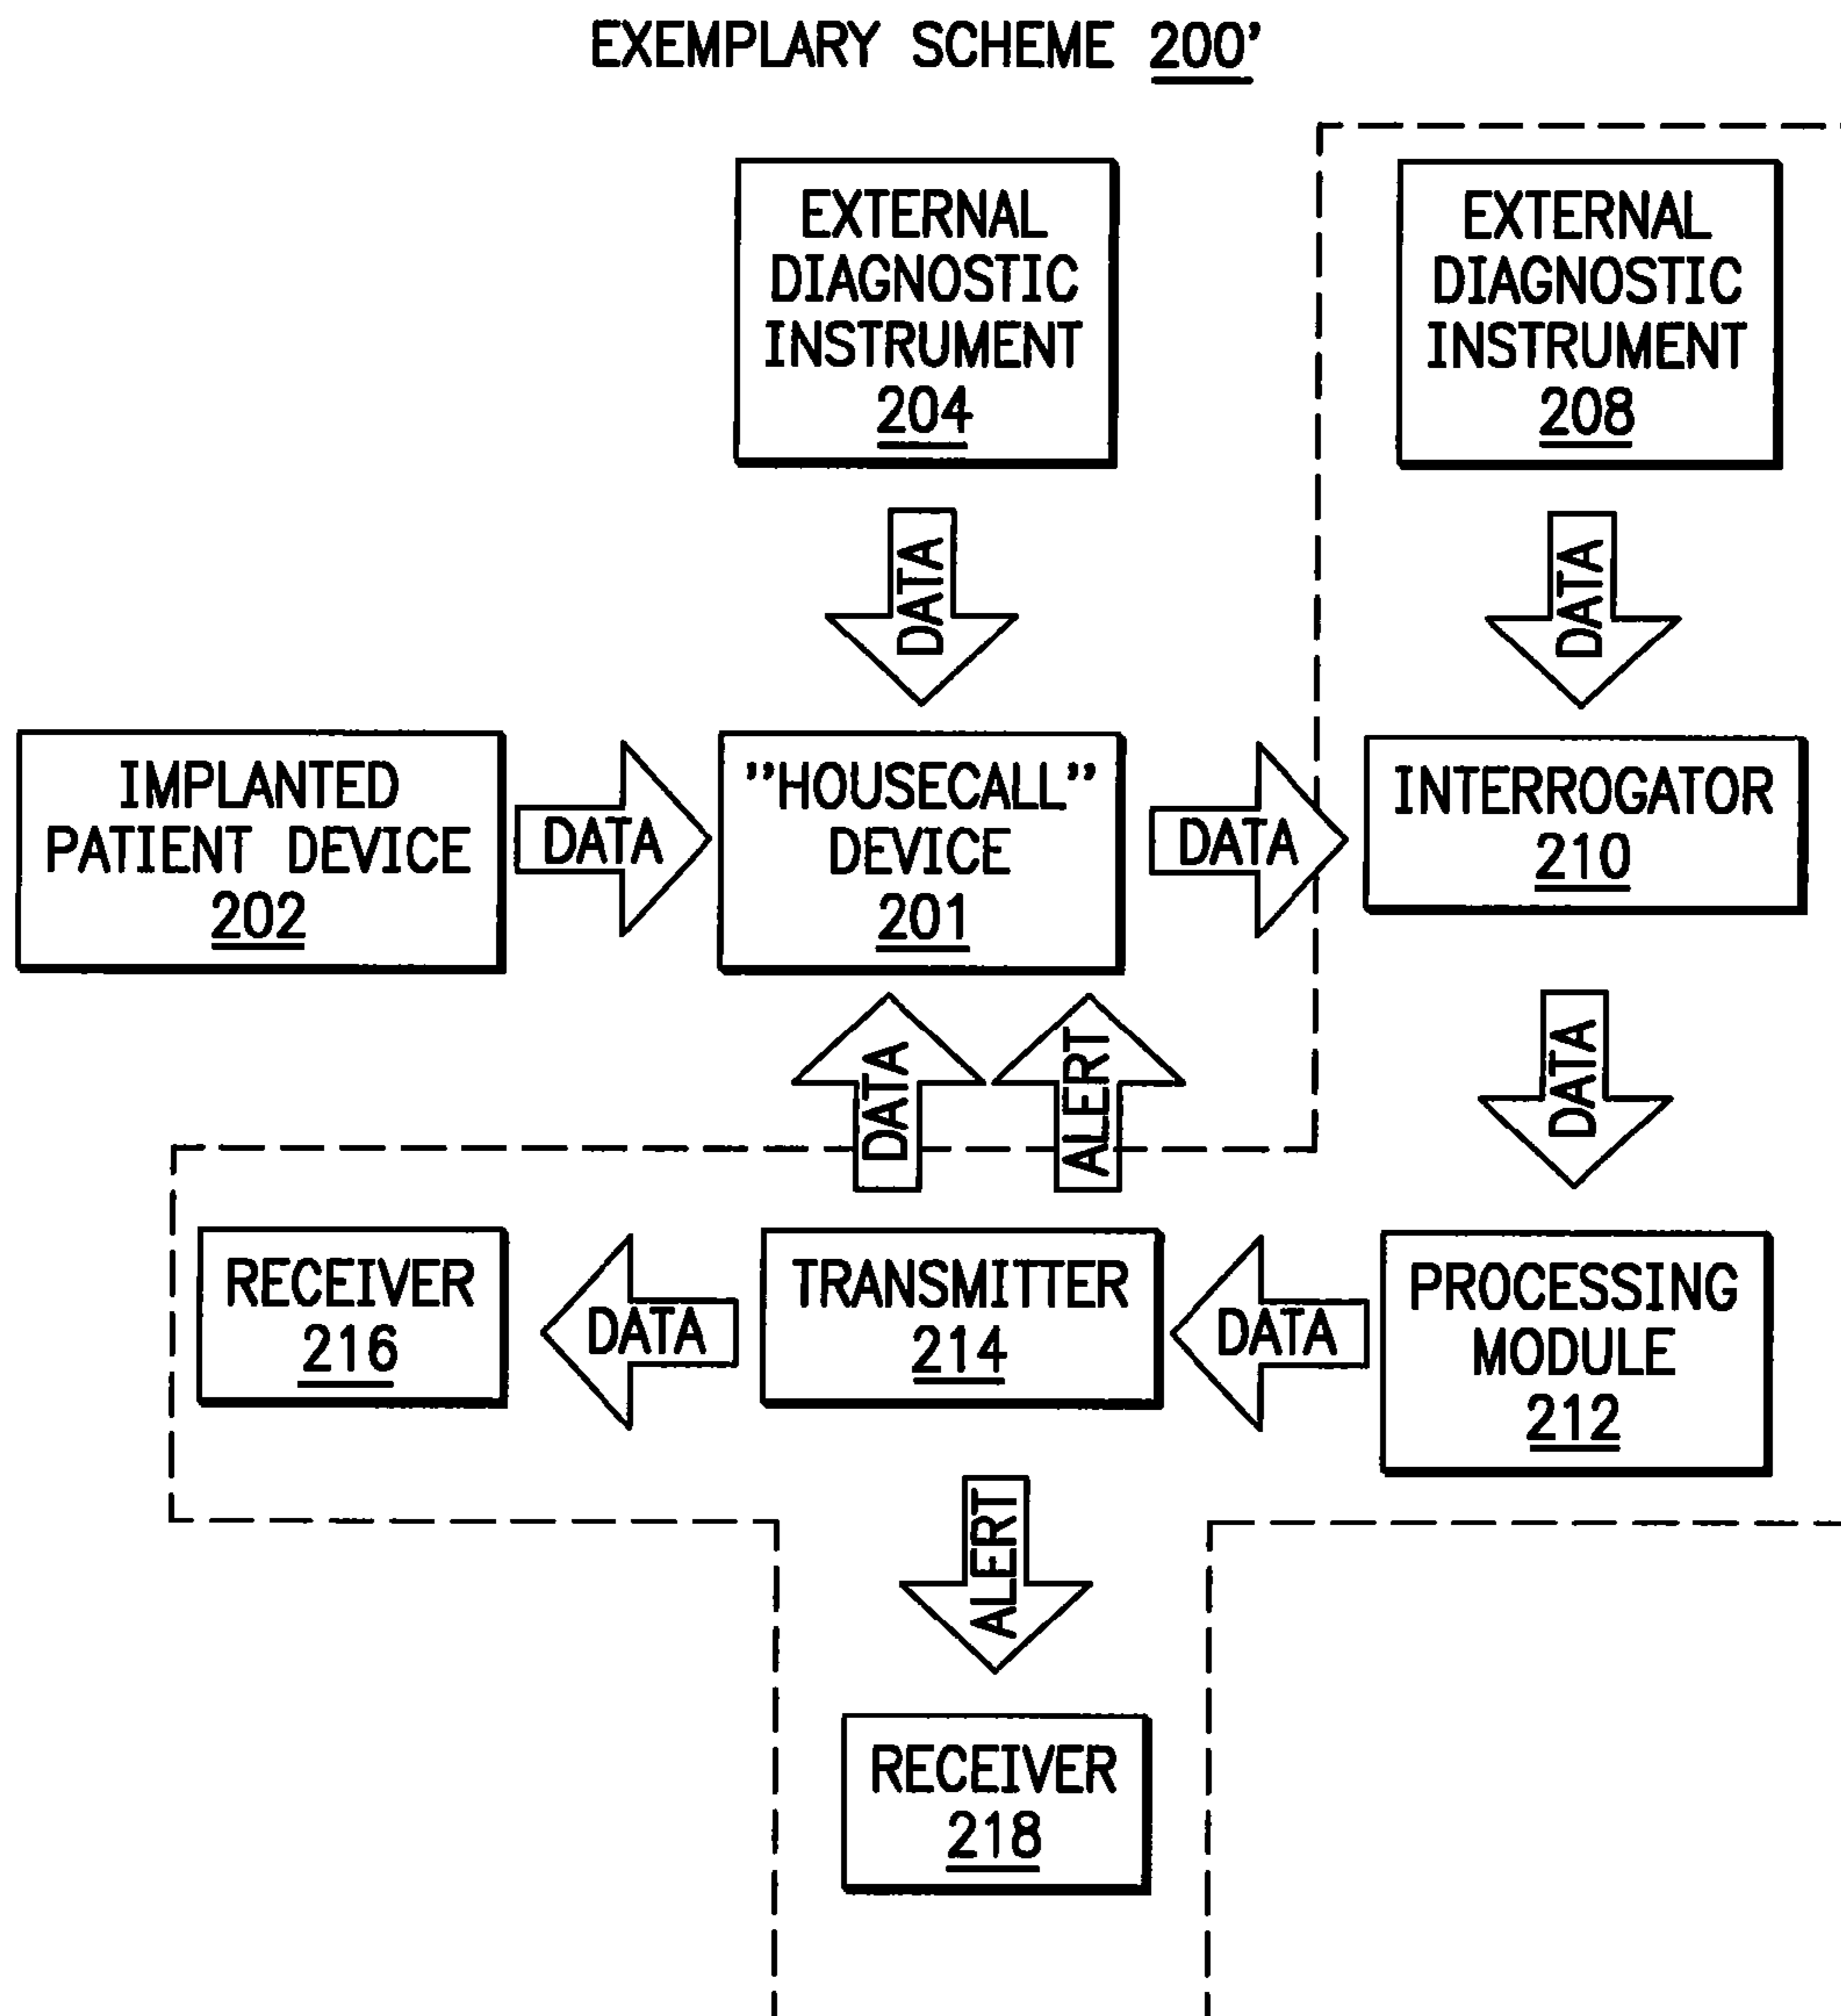 EXEMPLARY SCHEME 200'
EXTERNAL
DIAGNOSTIC
INSTRUMENT
204
EXTERNAL
DIAGNOSTIC
INSTRUMENT
208
DATA
DATA
IMPLANTED
PATIENT DEVICE
202
DATA
"HOUSECALL"
DEVICE
201
DATA
INTERROGATOR
210
DATA
ALERT
DATA
RECEIVER
216
DATA
TRANSMITTER
214
DATA
PROCESSING
MODULE
212
ALERT
RECEIVER
218